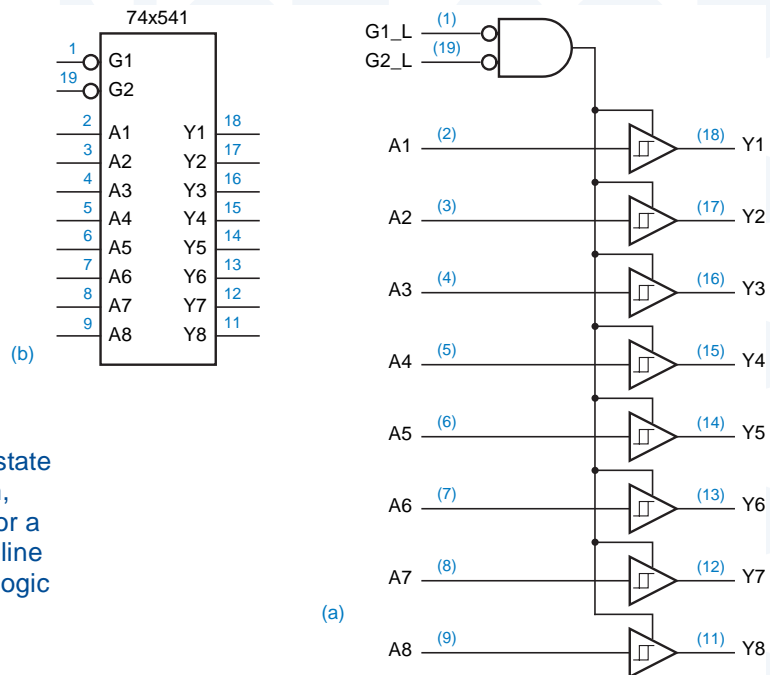 74x541
1 G1
19 G2
2 A1 Y1 18
3 A2 Y2 17
4 A3 Y3 16
5 A4 Y4 15
6 A5 Y5 14
7 A6 Y6 13
8 A7 Y7 12
9 A8 Y8 11
(b)
state
or a
line
ogic
G1_L (1)
G2_L (19)
A1 (2) (18) Y1
A2 (3) (17) Y2
A3 (4) (16) Y3
A4 (5) (15) Y4
A5 (6) (14) Y5
A6 (7) (13) Y6
A7 (8) (12) Y7
(a)
A8 (9) (11) Y8